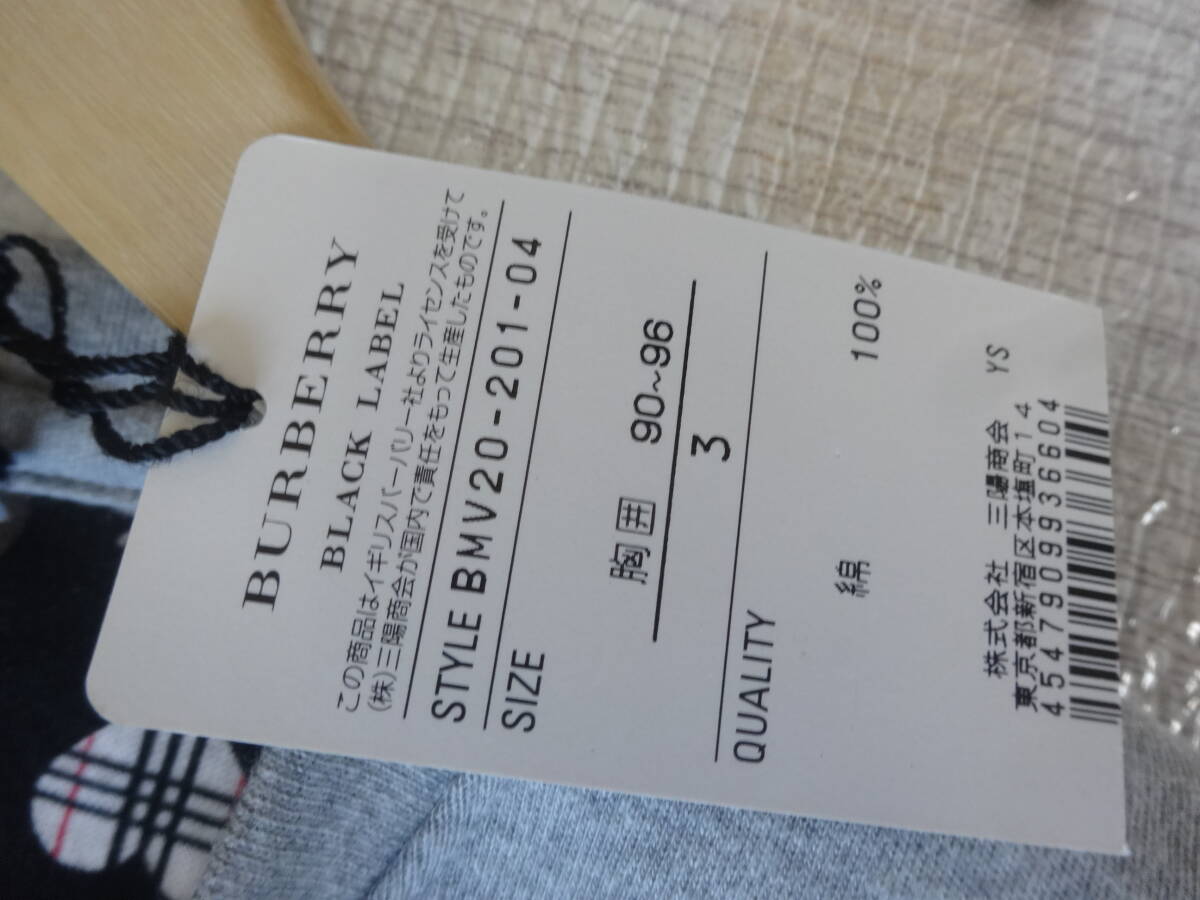 BURBERRY
BLACK LABEL
この商品はイギリスバーバリー社よりライセンスを受けて
(株)三陽商会が国内で責任をもって生産したものです。
STYLE BMV20-201-04
SIZE
胸囲 90~96
3
QUALITY
綿 100%
株式会社 三陽商会 YS
東京都新宿区本塩町14
4547909936604